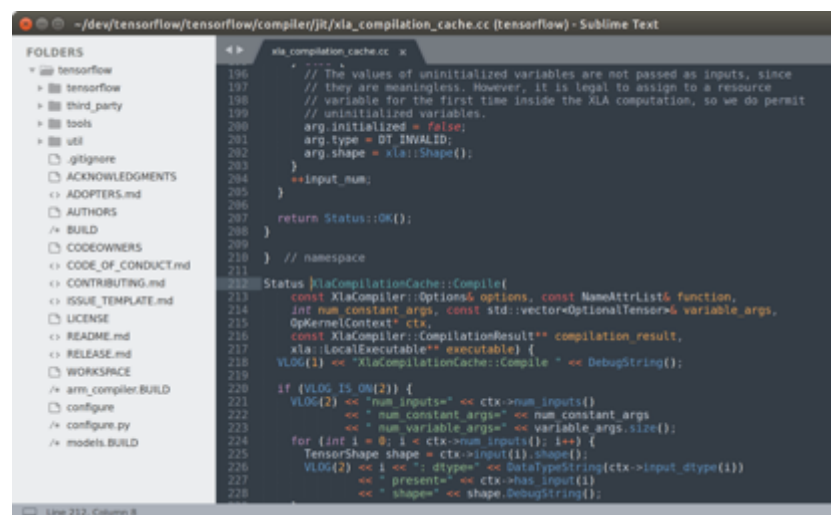 ~/dev/tensorflow/tensorflow/compiler/jit/xla_compilation_cache.cc (tensorflow) - Sublime Text
FOLDERS
tensorflow
tensorflow
third_party
tools
util
.gitignore
ACKNOWLEDGMENTS
<> ADOPTERS.md
AUTHORS
/* BUILD
CODEOWNERS
<> CODE_OF_CONDUCT.md
<> CONTRIBUTING.md
<> ISSUE_TEMPLATE.md
LICENSE
<> README.md
<> RELEASE.md
WORKSPACE
/* arm_compiler.BUILD
configure
/* configure.py
/* models.BUILD
xla_compilation_cache.cc x
196 // The values of uninitialized variables are not passed as inputs, since
197 // they are meaningless. However, it is legal to assign to a resource
198 // variable for the first time inside the XLA computation, so we do permit
199 // uninitialized variables.
200 arg.initialized = false;
201 arg.type = DT_INVALID;
202 arg.shape = xla::Shape();
203 }
204 ++input_num;
205 }
206
207 return Status::OK();
208 }
209
210 } // namespace
211
212 Status XlaCompilationCache::Compile(
213 const XlaCompiler::Options& options, const NameAttrList& function,
214 int num_constant_args, const std::vector<OptionalTensor>& variable_args,
215 OpKernelContext* ctx,
216 const XlaCompiler::CompilationResult** compilation_result,
217 xla::LocalExecutable** executable) {
218 VLOG(1) << "XlaCompilationCache::Compile " << DebugString();
219
220 if (VLOG_IS_ON(2)) {
221 VLOG(2) << "num_inputs=" << ctx->num_inputs()
222 << " num_constant_args=" << num_constant_args
223 << " num_variable_args=" << variable_args.size();
224 for (int i = 0; i < ctx->num_inputs(); i++) {
225 TensorShape shape = ctx->input(i).shape();
226 VLOG(2) << i << ": dtype=" << DataTypeString(ctx->input_dtype(i))
227 << " present=" << ctx->has_input(i)
228 << " shape=" << shape.DebugString();
Line 212, Column 8